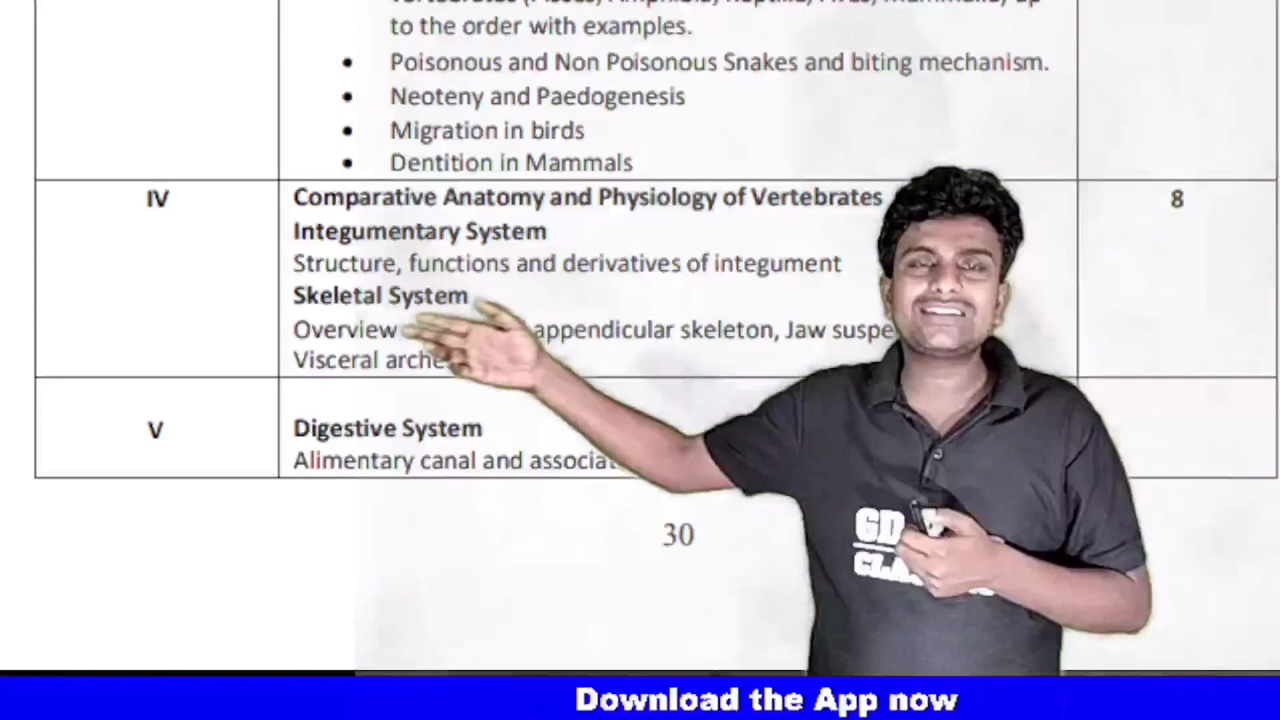 to the order with examples.
• Poisonous and Non Poisonous Snakes and biting mechanism.
• Neoteny and Paedogenesis
• Migration in birds
• Dentition in Mammals
IV
Comparative Anatomy and Physiology of Vertebrates
8
Integumentary System
Structure, functions and derivatives of integument
Skeletal System
Overview appendicular skeleton, Jaw
Visceral
V
Digestive System
Alimentary canal and
30
Download the App now